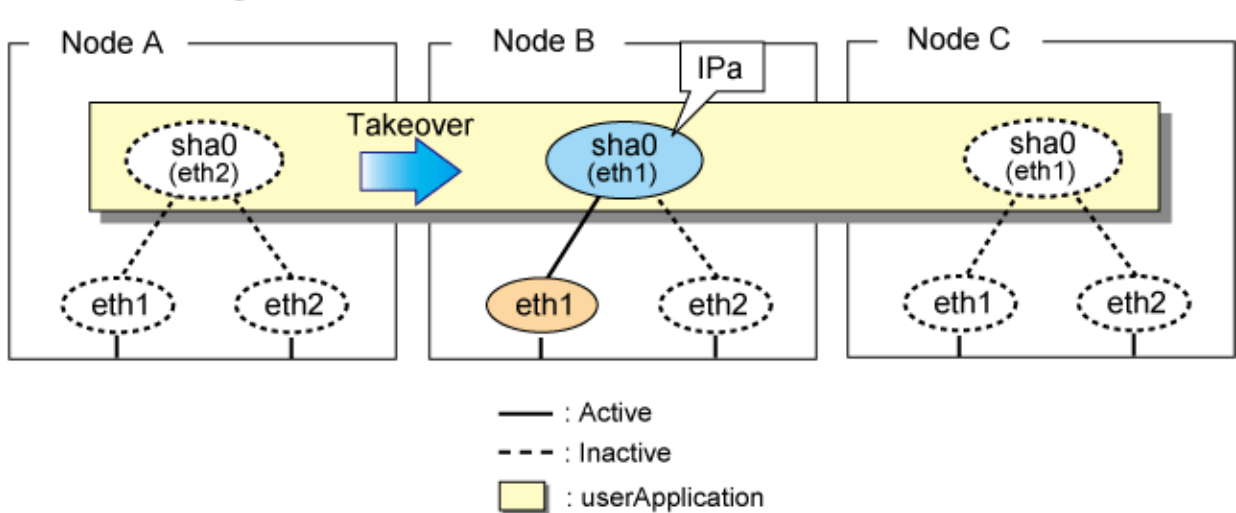 Node A
Node B
Node C
IPa
Takeover
sha0
(eth2)
sha0
(eth1)
sha0
(eth1)
eth1
eth2
eth1
eth2
eth1
eth2
: Active
: Inactive
: userApplication